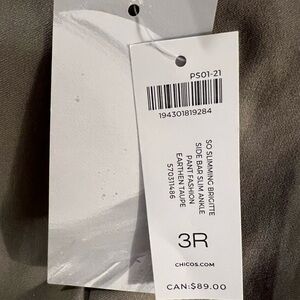 PS01-21
194301819284
SO SLIMMING BRIGITTE
SIDE BAR SLIM ANKLE
PANT FASHION
EARTHEN TAUPE
570311486
3R
CHICOS.COM
CAN:$89.00